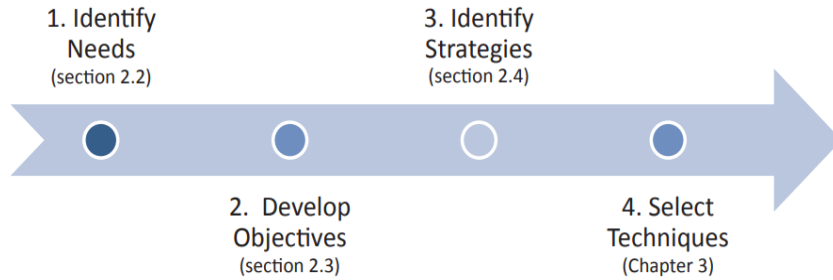 1. Identify
Needs
(section 2.2)
2. Develop
Objectives
(section 2.3)
3. Identify
Strategies
(section 2.4)
4. Select
Techniques
(Chapter 3)